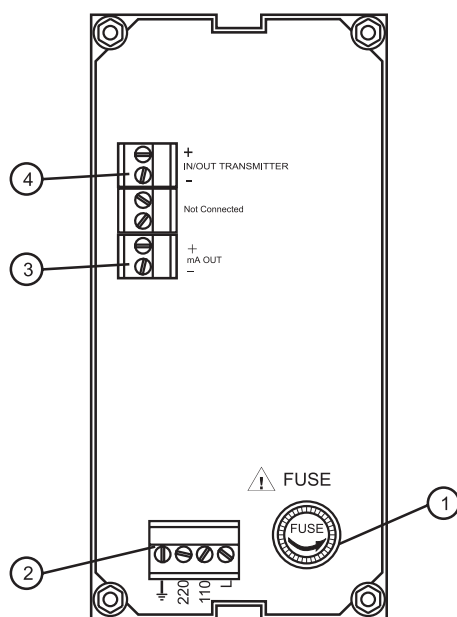 +
IN/OUT TRANSMITTER
-
4
Not Connected
+
mA OUT
–
3
FUSE
1
FUSE
2
220
110
L